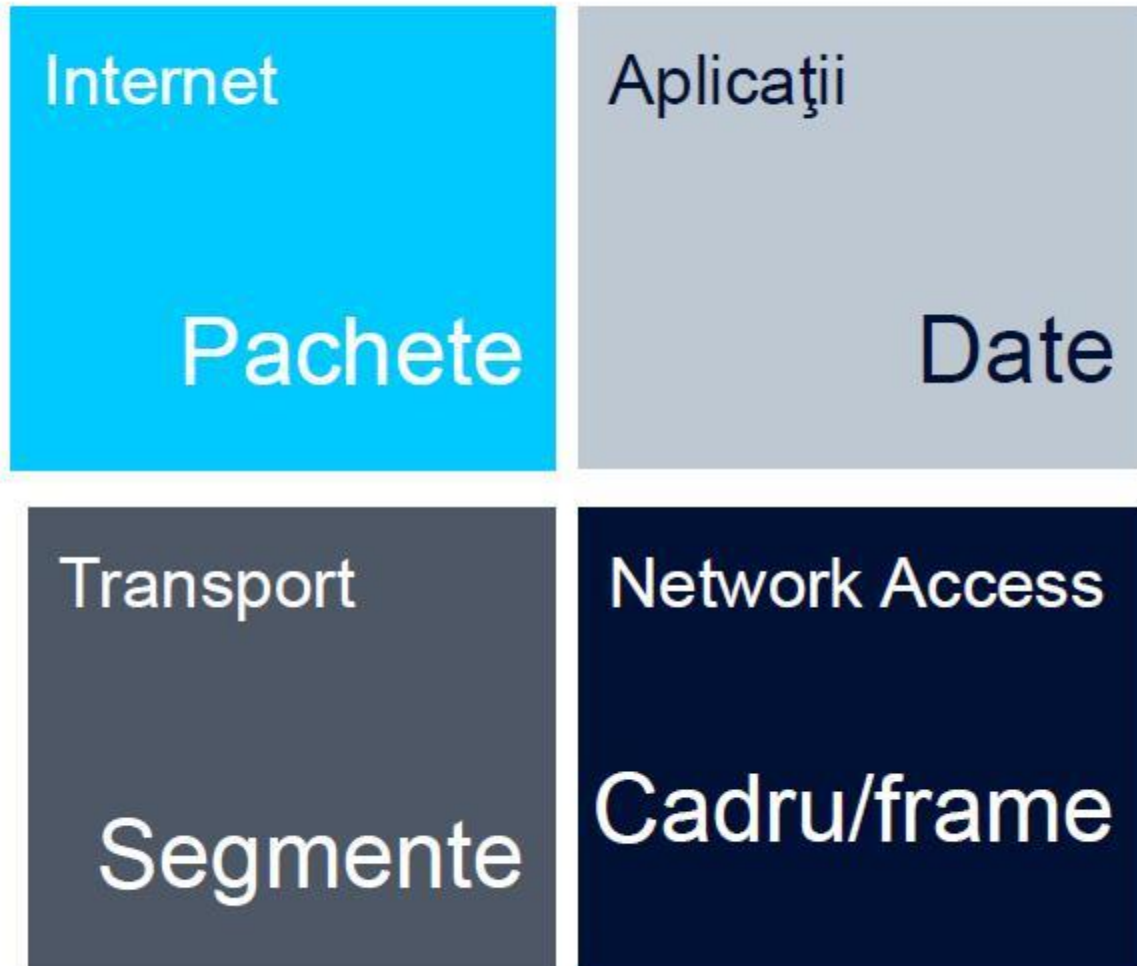 Internet
Pachete
Aplicaţii
Date
Transport
Segmente
Network Access
Cadru/frame